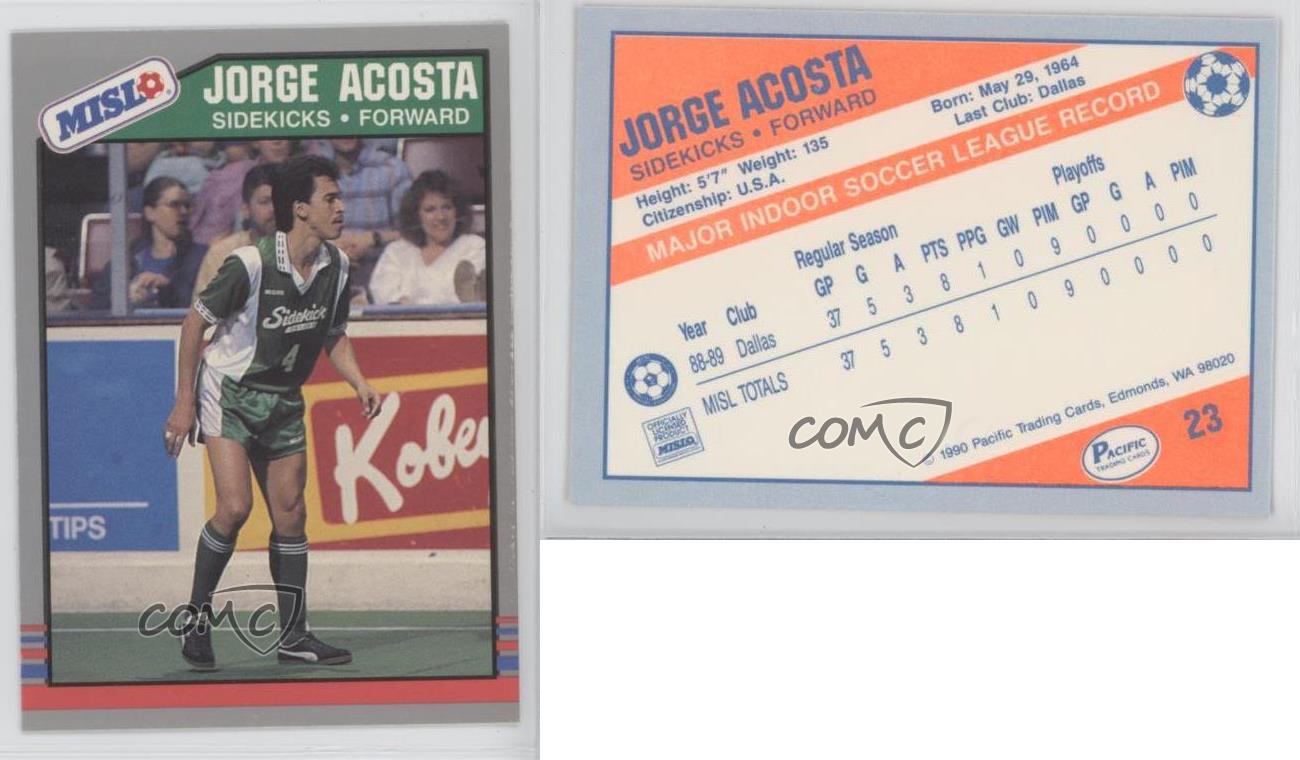 MISL
JORGE ACOSTA
SIDEKICKS • FORWARD
Sidekicks
4
Kobe
TIPS
COMC
JORGE ACOSTA
SIDEKICKS • FORWARD
Height: 5'7" Weight: 135
Citizenship: U.S.A.
Born: May 29, 1964
Last Club: Dallas
MAJOR INDOOR SOCCER LEAGUE RECORD
Regular Season Playoffs
Year Club GP G A PTS PPG GW PIM GP G A PIM
88-89 Dallas 37 5 3 8 1 0 9 0 0 0 0
MISL TOTALS 37 5 3 8 1 0 9 0 0 0 0
OFFICIALLY
LICENSED
PRODUCT
MISL
COMC
© 1990 Pacific Trading Cards, Edmonds, WA 98020
PACIFIC
TRADING CARDS
23